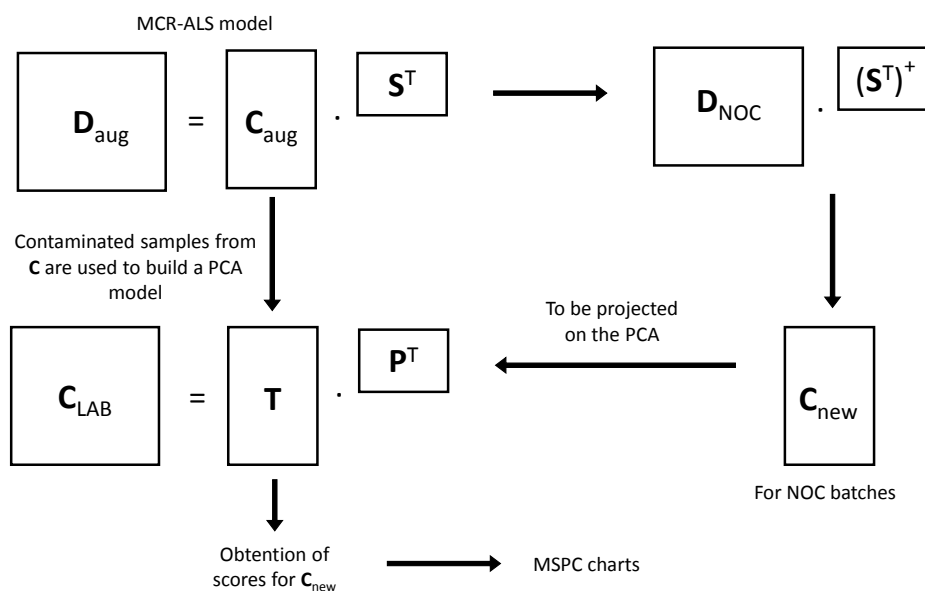 MCR-ALS model
D_aug = C_aug · S^T
D_NOC · (S^T)^+
Contaminated samples from
C are used to build a PCA
model
To be projected
on the PCA
C_LAB = T · P^T
C_new
For NOC batches
Obtention of
scores for C_new
MSPC charts